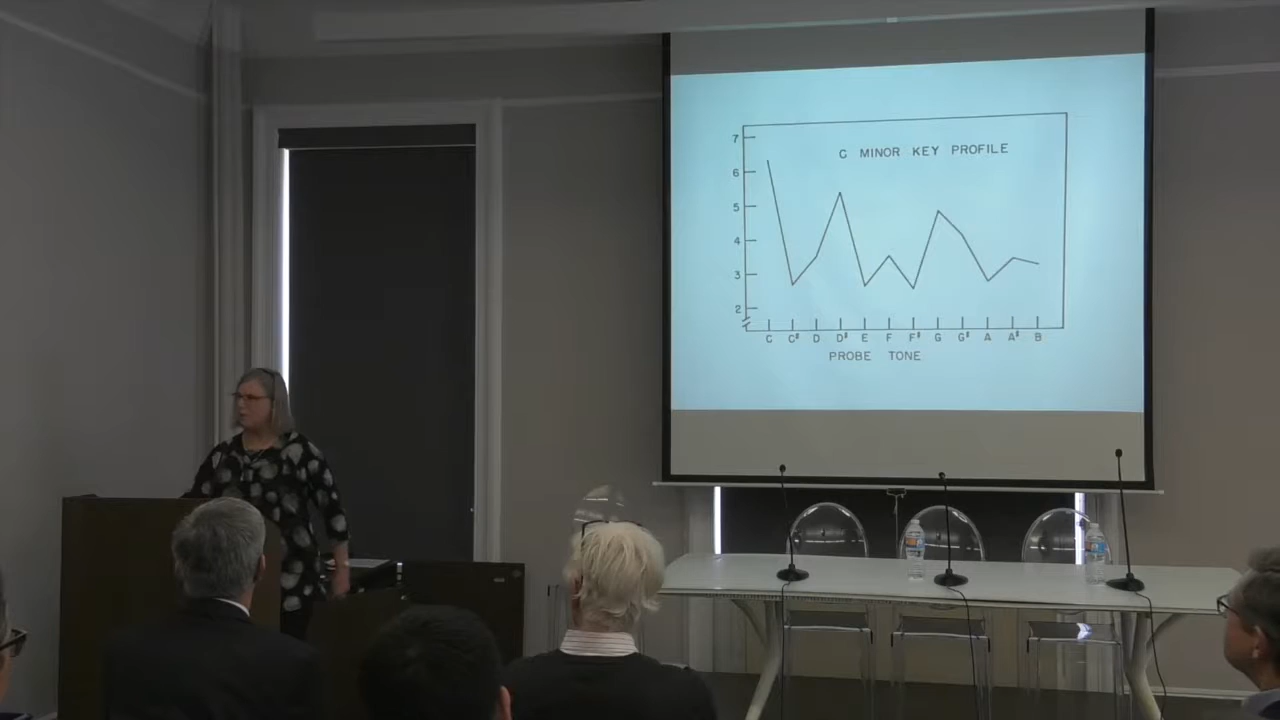 C MINOR KEY PROFILE
7
6
5
4
3
2
C C♯ D D♯ E F F♯ G G♯ A A♯ B
PROBE TONE